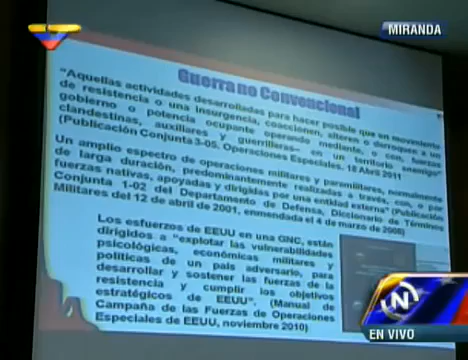 MIRANDA
Guerra no Convencional
"Aquellas actividades desarrolladas para hacer posible que en movimiento
de resistencia o una insurgencia, coaccionen, alteren o derroquen a un
gobierno o potencia ocupante operando mediante, o con, fuerzas
clandestinas, auxiliares y guerrilleras– en un territorio enemigo"
(Publicación Conjunta 3-05. Operaciones Especiales. 18 Abril 2011
Un amplio espectro de operaciones militares y paramilitares, normalmente
de larga duración, predominantemente realizadas a través, con, o por
fuerzas nativas, apoyadas y dirigidas por una entidad externa" (Publicación
Conjunta 1-02 del Departamento de Defensa, Diccionario de Términos
Militares del 12 de abril de 2001, enmendada el 4 de marzo de 2008)
Los esfuerzos de EEUU en una GNC, están
dirigidos a "explotar las vulnerabilidades
psicológicas, económicas militares y
políticas de un país adversario, para
desarrollar y sostener las fuerzas de la
resistencia y cumplir los objetivos
estratégicos de EEUU". (Manual de
Campaña de las Fuerzas de Operaciones
Especiales de EEUU, noviembre 2010)
EN VIVO